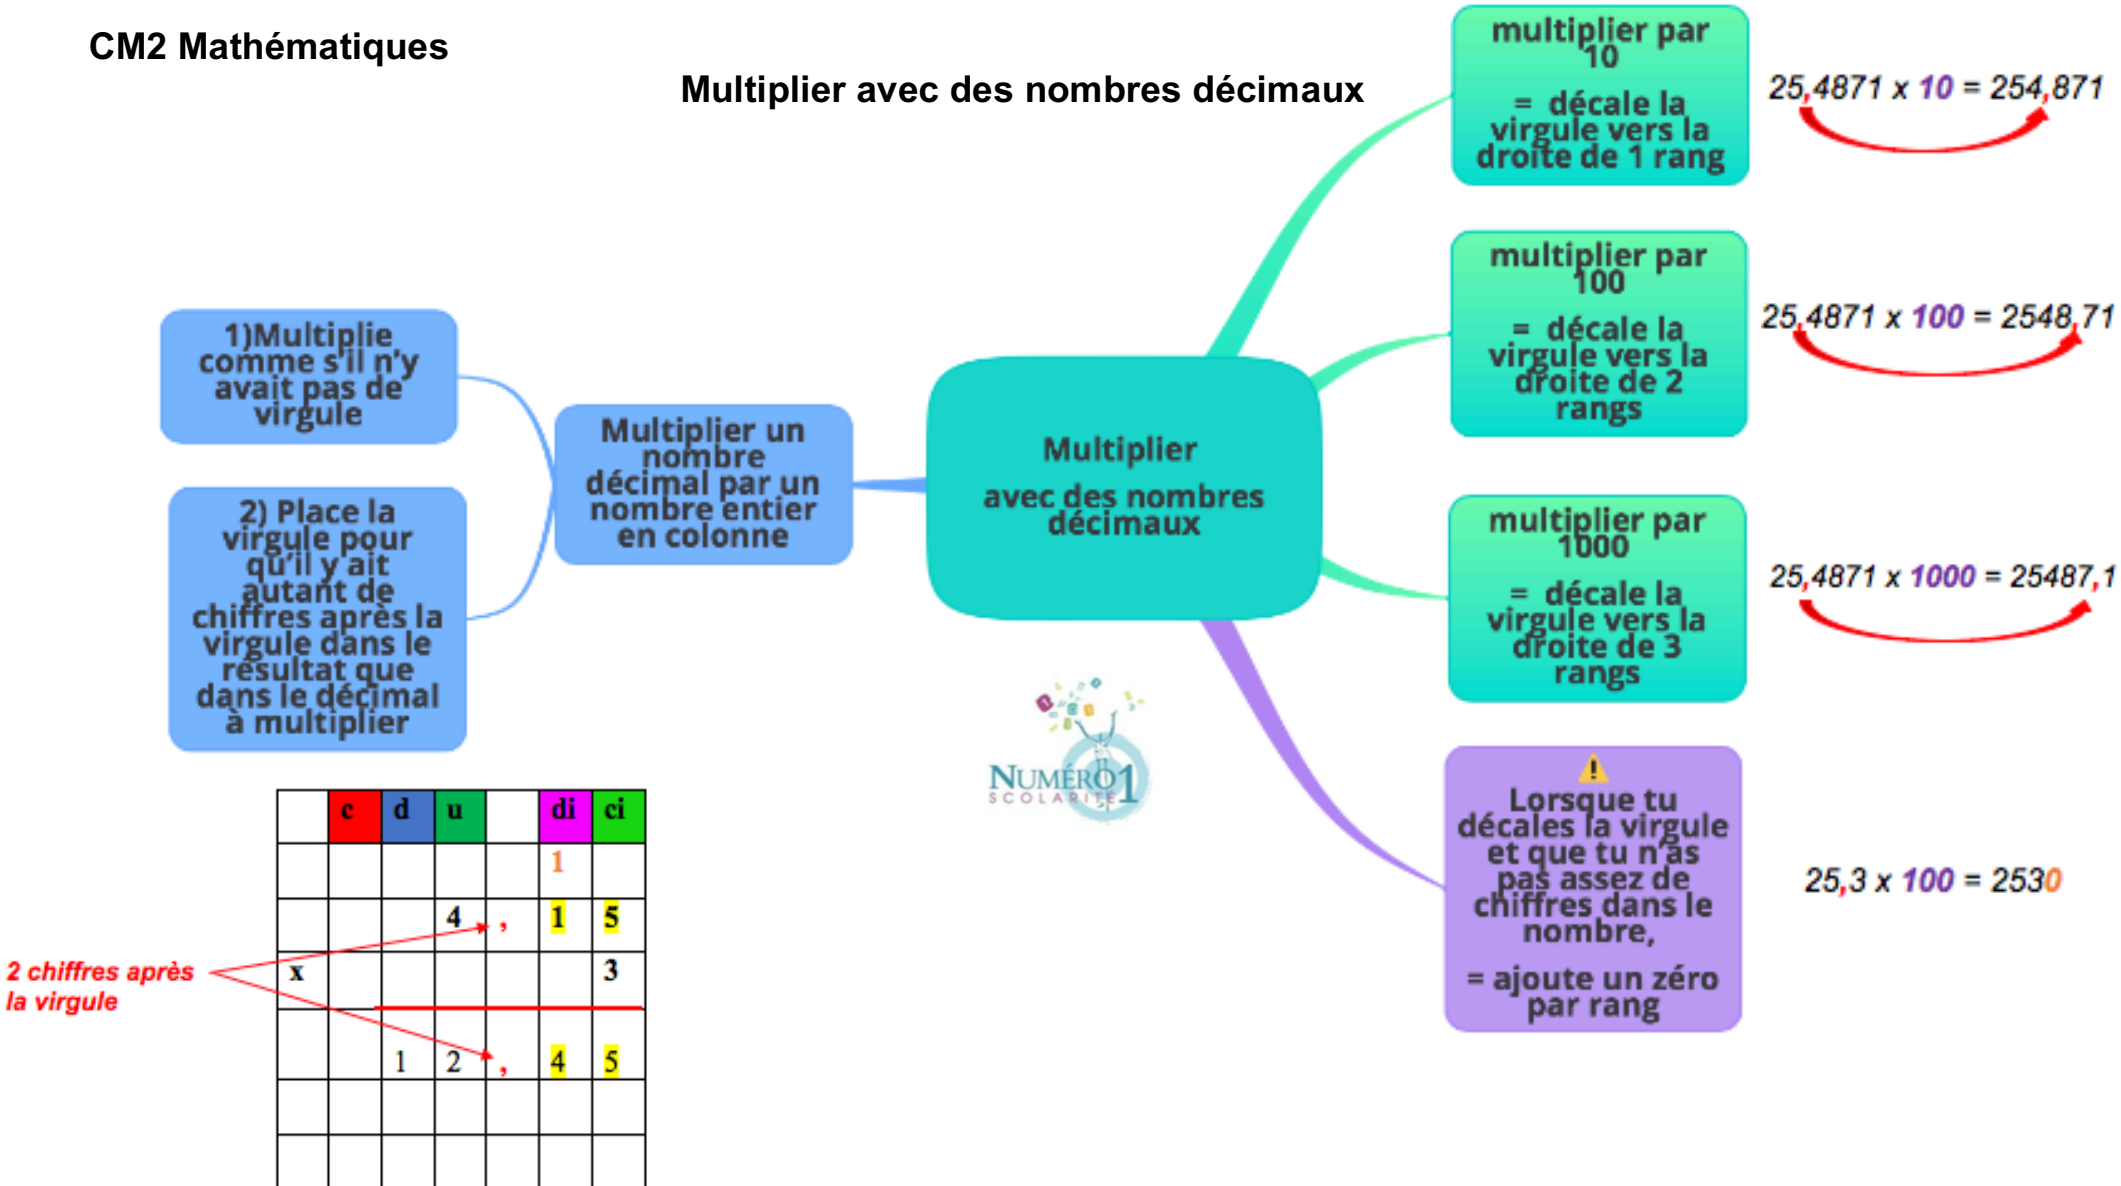 CM2 Mathématiques
Multiplier avec des nombres décimaux
multiplier par
10
= décale la
virgule vers la
droite de 1 rang
25,4871 x 10 = 254,871
multiplier par
100
= décale la
virgule vers la
droite de 2
rangs
25,4871 x 100 = 2548,71
1)Multiplie
comme s'il n'y
avait pas de
virgule
Multiplier un
nombre
décimal par un
nombre entier
en colonne
Multiplier
avec des nombres
décimaux
2) Place la
virgule pour
qu'il y ait
autant de
chiffres après la
virgule dans le
résultat que
dans le décimal
à multiplier
multiplier par
1000
= décale la
virgule vers la
droite de 3
rangs
25,4871 x 1000 = 25487,1
NUMÉRO1
SCOLARITÉ
Lorsque tu
décales la virgule
et que tu n'as
pas assez de
chiffres dans le
nombre,
= ajoute un zéro
par rang
25,3 x 100 = 2530
c d u di ci
1
4 , 1 5
x 3
2 chiffres après
la virgule
1 2 , 4 5